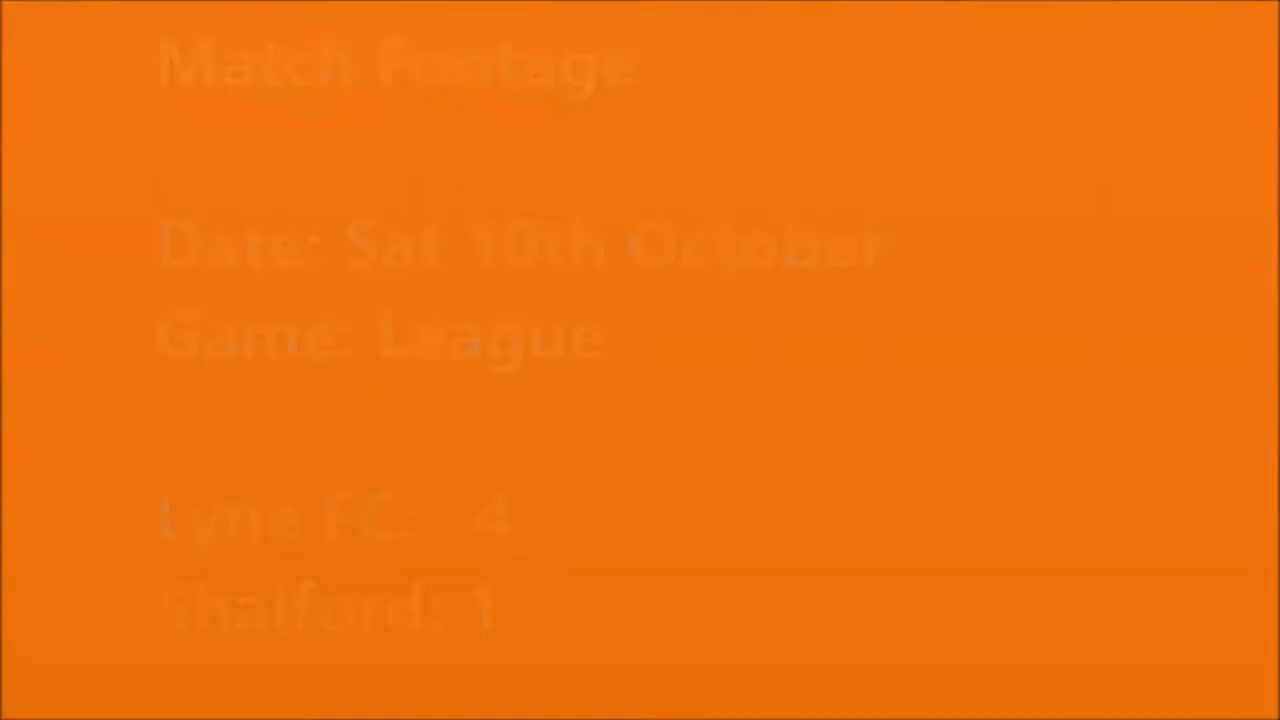 Match Footage
Date: Sat 10th October
Game: League
Lyne FC: 4
Shalford: 1